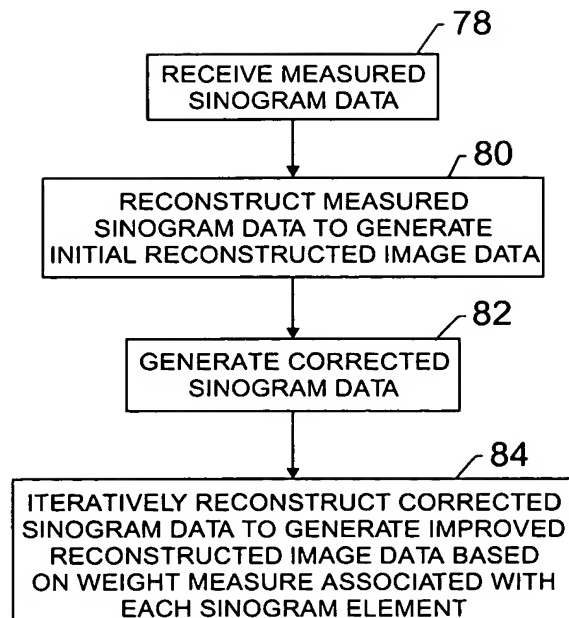 78
RECEIVE MEASURED
SINOGRAM DATA
80
RECONSTRUCT MEASURED
SINOGRAM DATA TO GENERATE
INITIAL RECONSTRUCTED IMAGE DATA
82
GENERATE CORRECTED
SINOGRAM DATA
84
ITERATIVELY RECONSTRUCT CORRECTED
SINOGRAM DATA TO GENERATE IMPROVED
RECONSTRUCTED IMAGE DATA BASED
ON WEIGHT MEASURE ASSOCIATED WITH
EACH SINOGRAM ELEMENT